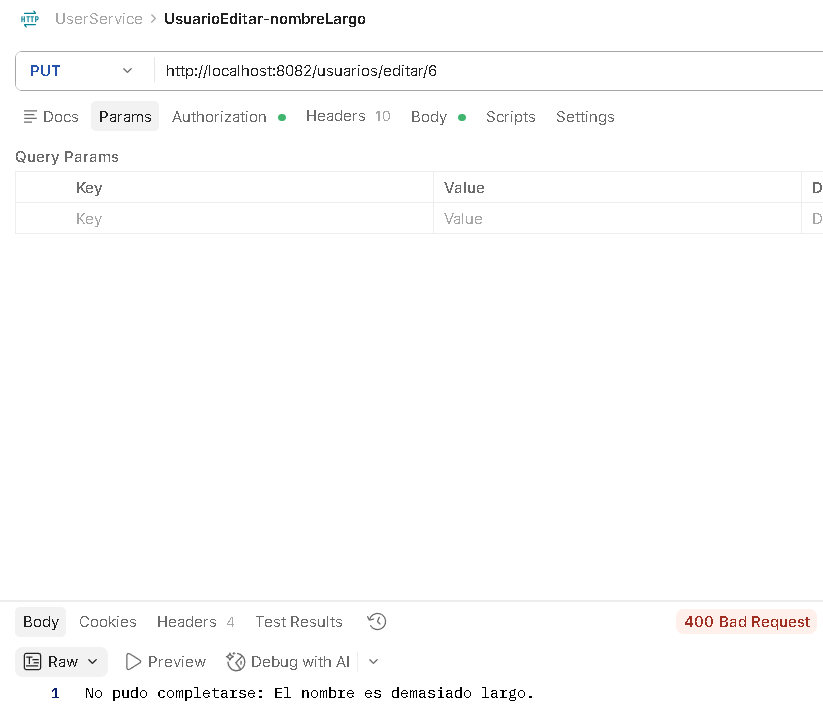 HTTP UserService > UsuarioEditar-nombreLargo
PUT http://localhost:8082/usuarios/editar/6
Docs Params Authorization Headers 10 Body Scripts Settings
Query Params
Key Value D
Key Value D
Body Cookies Headers 4 Test Results 400 Bad Request
Raw Preview Debug with AI
1 No pudo completarse: El nombre es demasiado largo.